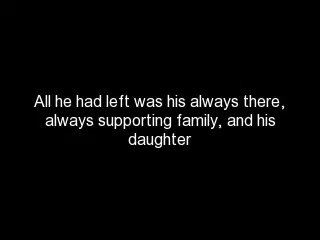 All he had left was his always there,
always supporting family, and his
daughter